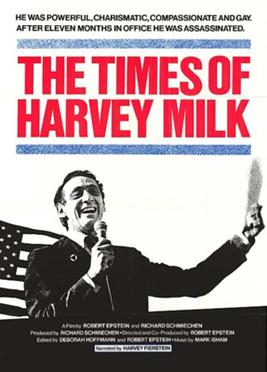 HE WAS POWERFUL, CHARISMATIC, COMPASSIONATE AND GAY.
AFTER ELEVEN MONTHS IN OFFICE HE WAS ASSASSINATED.
THE TIMES OF
HARVEY MILK
A Film by ROBERT EPSTEIN and RICHARD SCHMIECHEN
Produced by RICHARD SCHMIECHEN • Directed and Co-Produced by ROBERT EPSTEIN
Edited by DEBORAH HOFFMANN and ROBERT EPSTEIN • Music by MARK ISHAM
Narrated by HARVEY FIERSTEIN